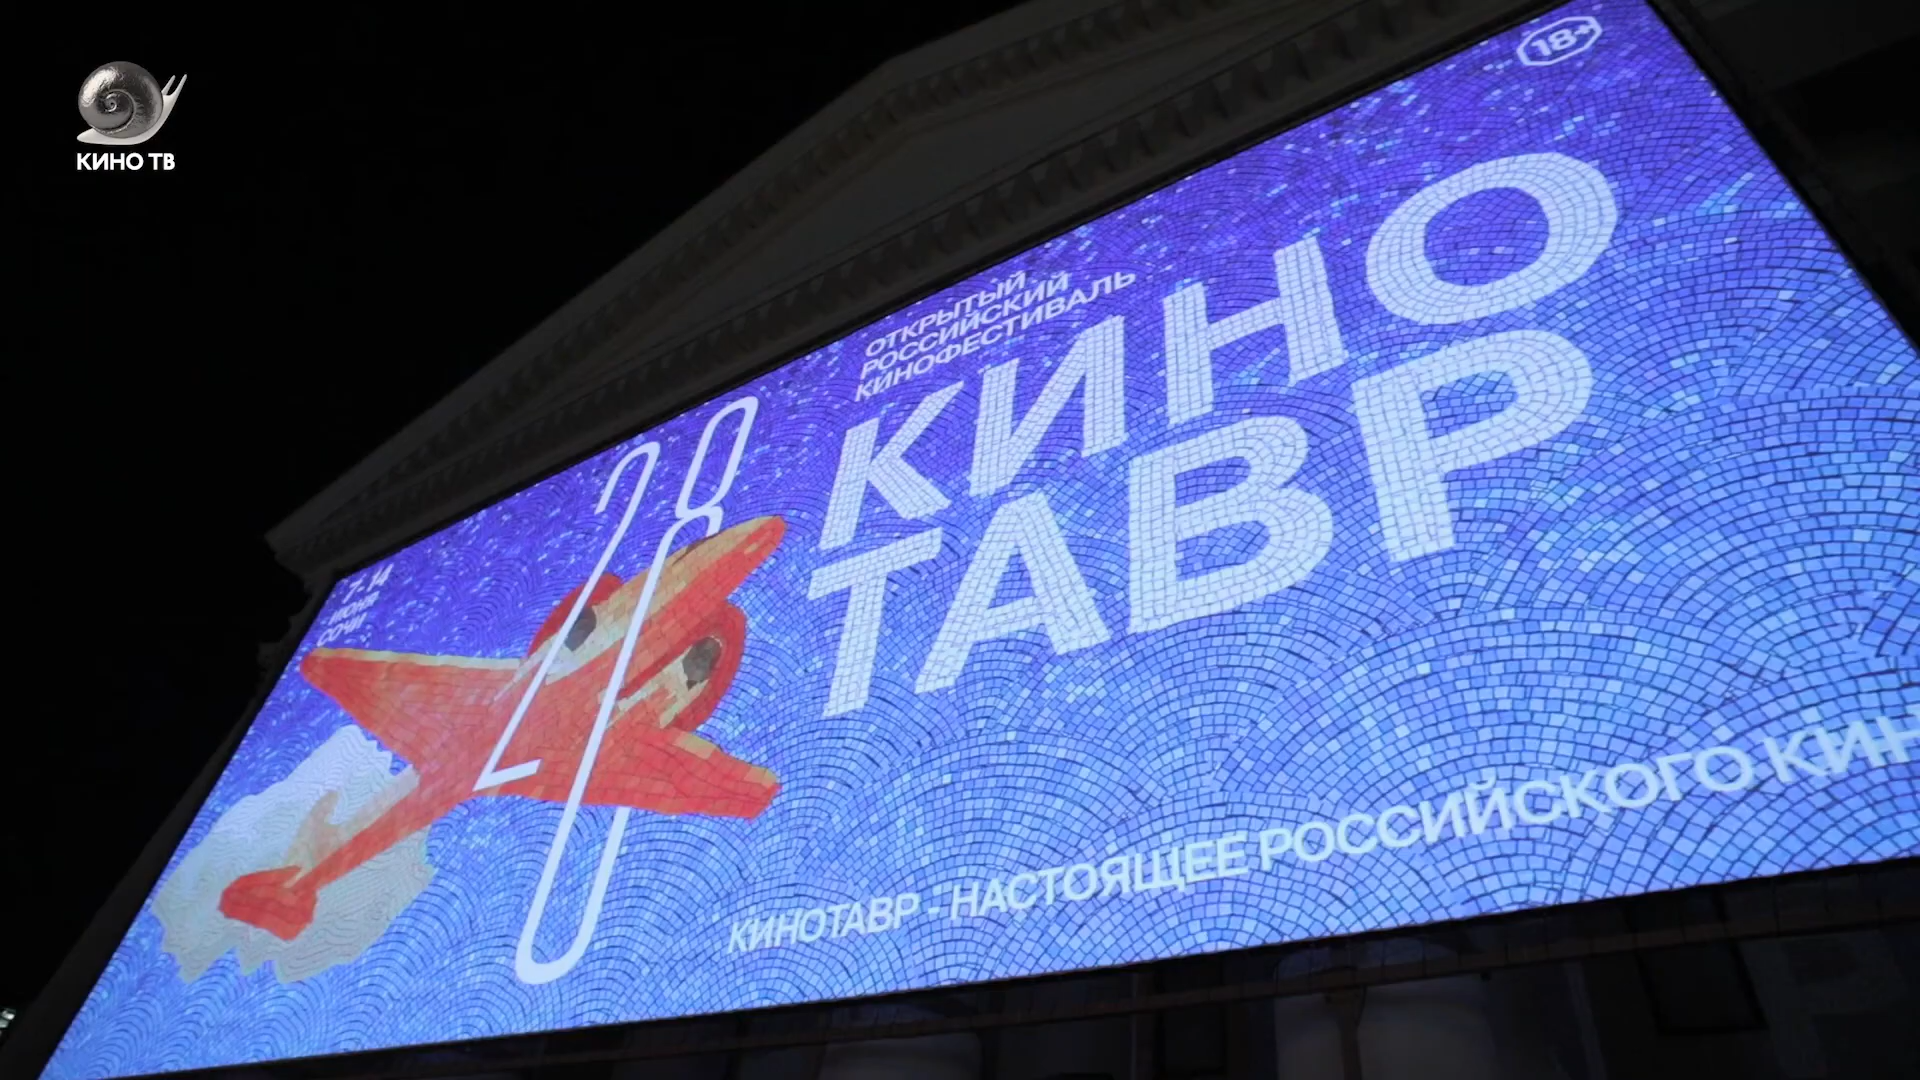 КИНО ТВ
18+
ОТКРЫТЫЙ
РОССИЙСКИЙ
КИНОФЕСТИВАЛЬ
КИНО
ТАВР
28
7-14
ИЮНЯ
СОЧИ
КИНОТАВР - НАСТОЯЩЕЕ РОССИЙСКОГО КИН